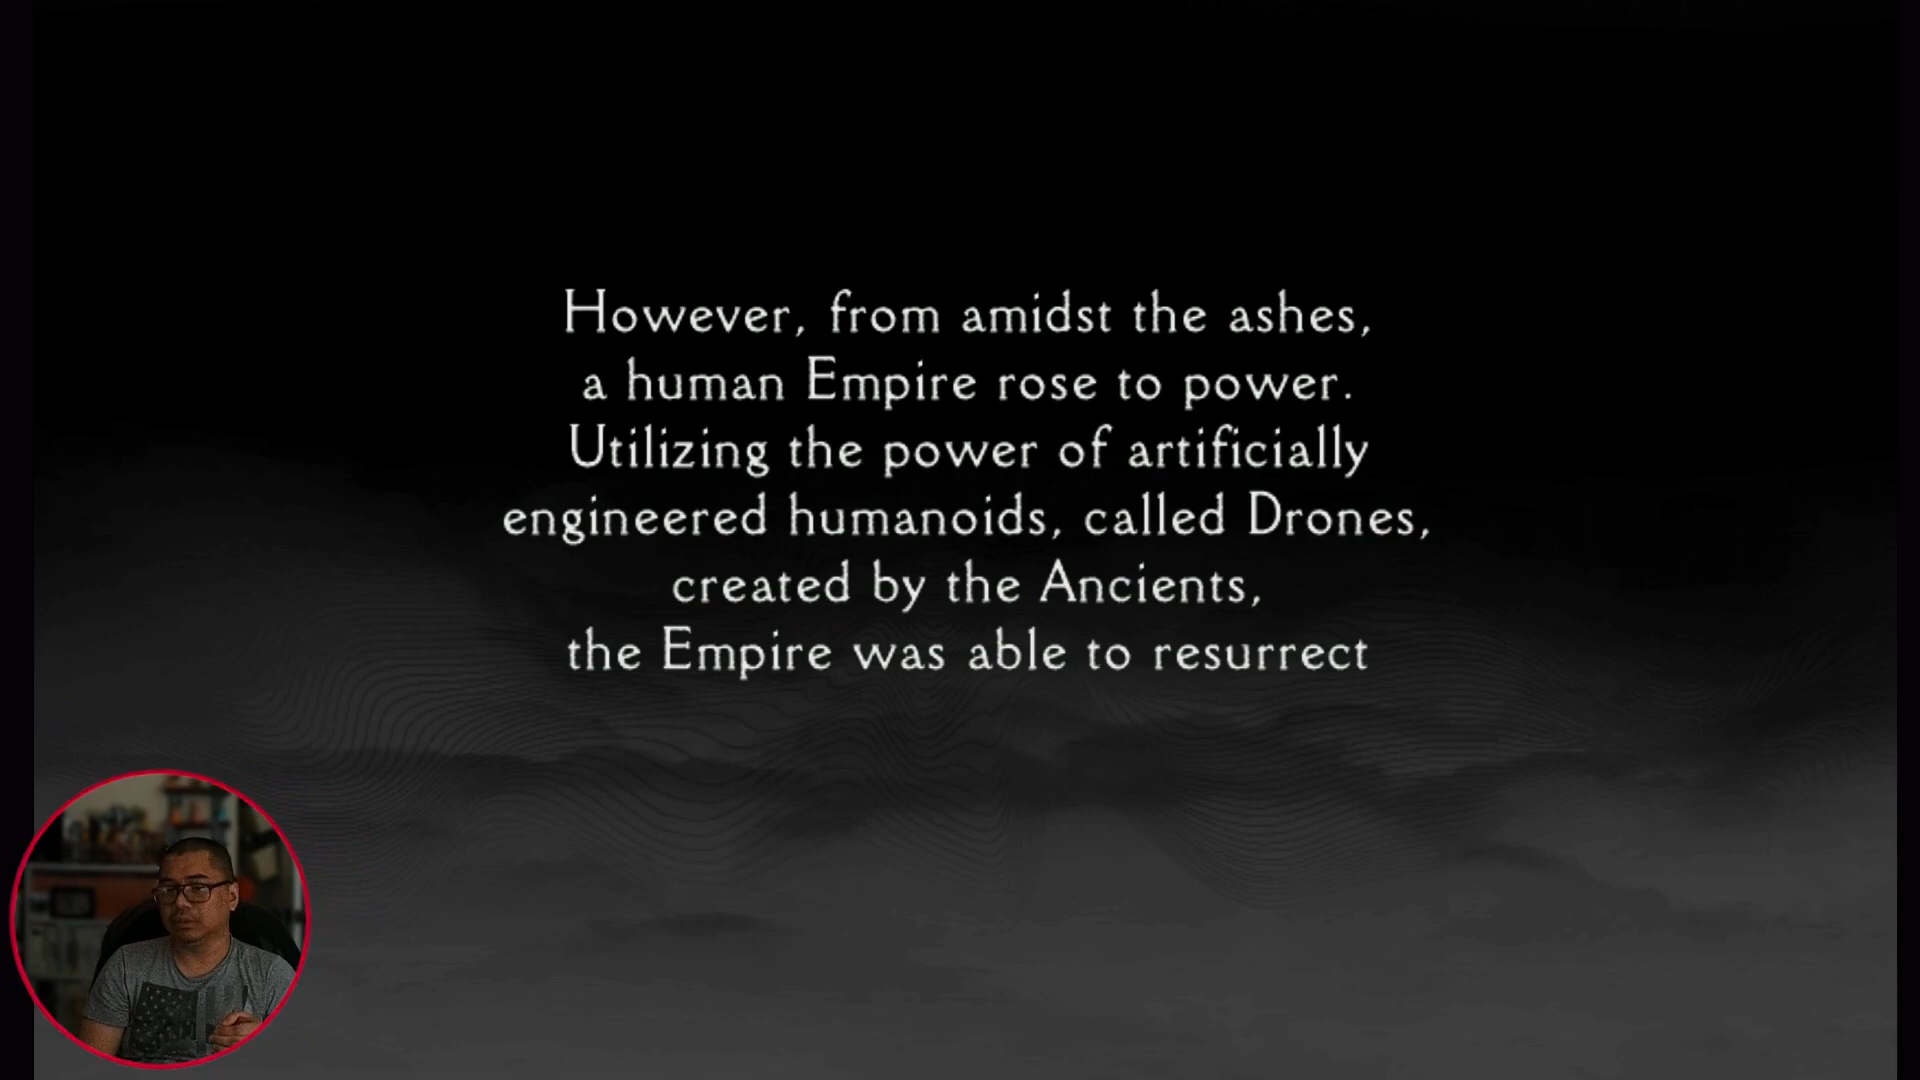 However, from amidst the ashes,
a human Empire rose to power.
Utilizing the power of artificially
engineered humanoids, called Drones,
created by the Ancients,
the Empire was able to resurrect